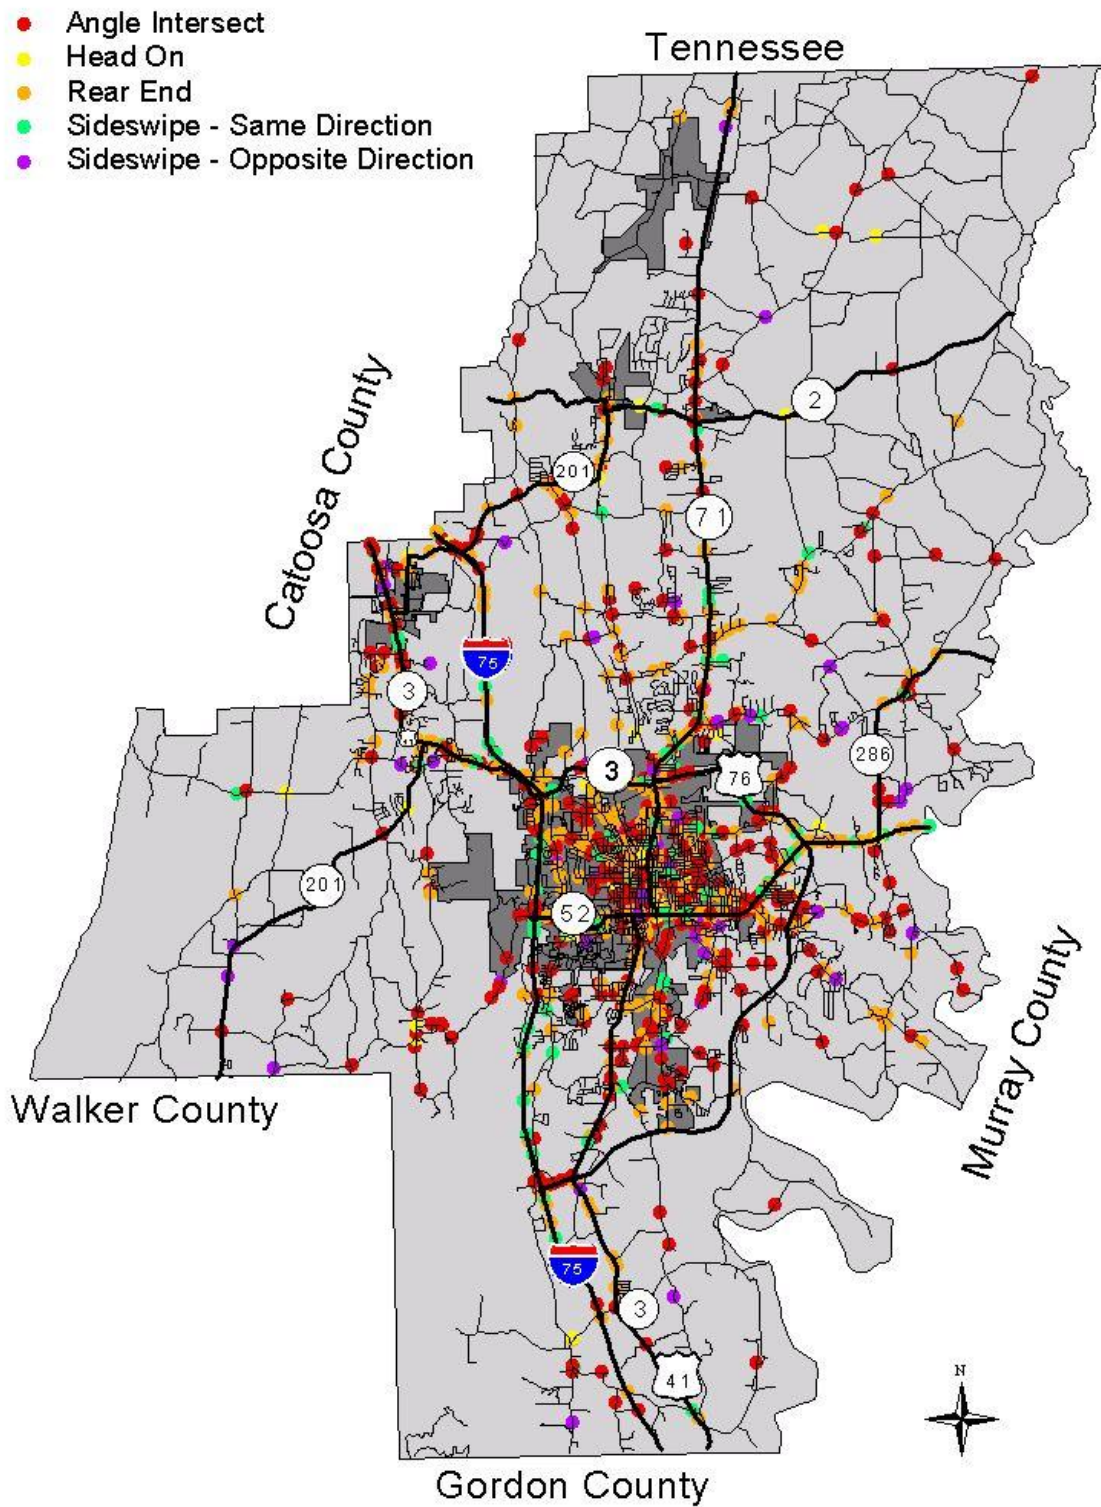 Angle Intersect
Head On
Rear End
Sideswipe - Same Direction
Sideswipe - Opposite Direction
Tennessee
Catoosa County
2
201
71
75
3
3
76
286
201
52
Walker County
Murray County
75
3
41
N
Gordon County